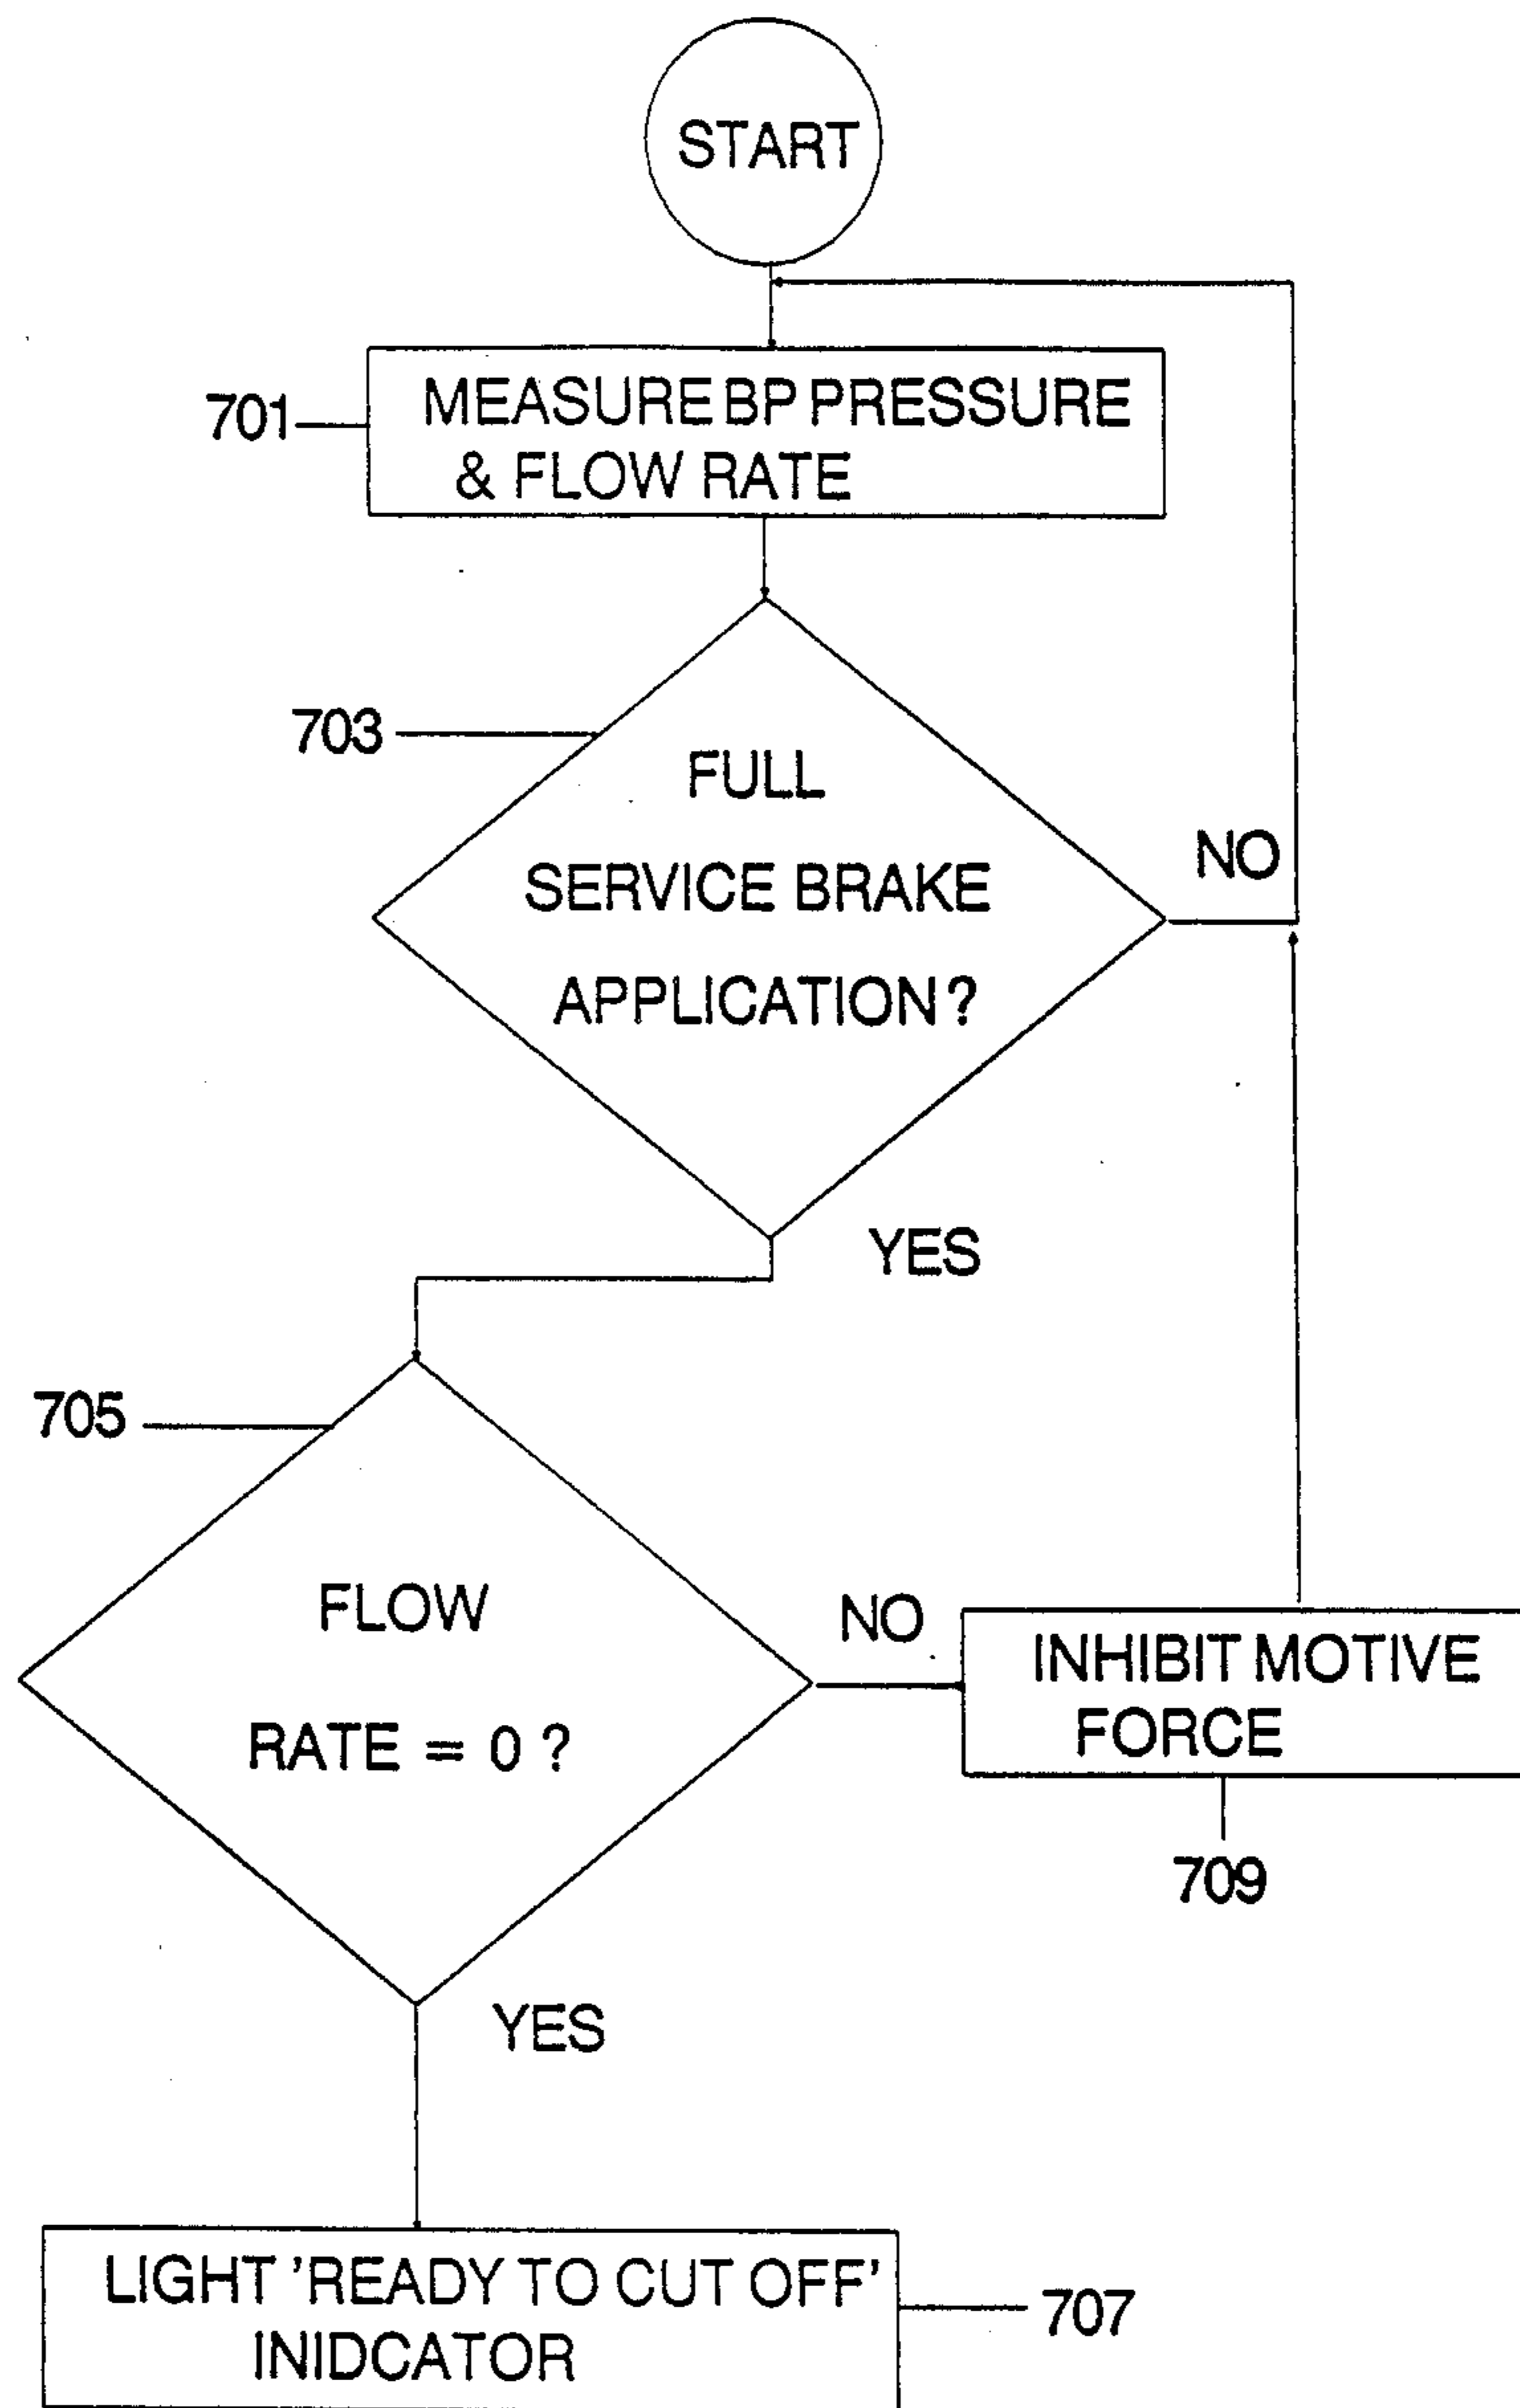 START
701
MEASURE BP PRESSURE
& FLOW RATE
703
FULL
SERVICE BRAKE
APPLICATION?
NO
YES
705
FLOW
RATE = 0 ?
NO
INHIBIT MOTIVE
FORCE
709
YES
LIGHT 'READY TO CUT OFF'
INIDCATOR
707